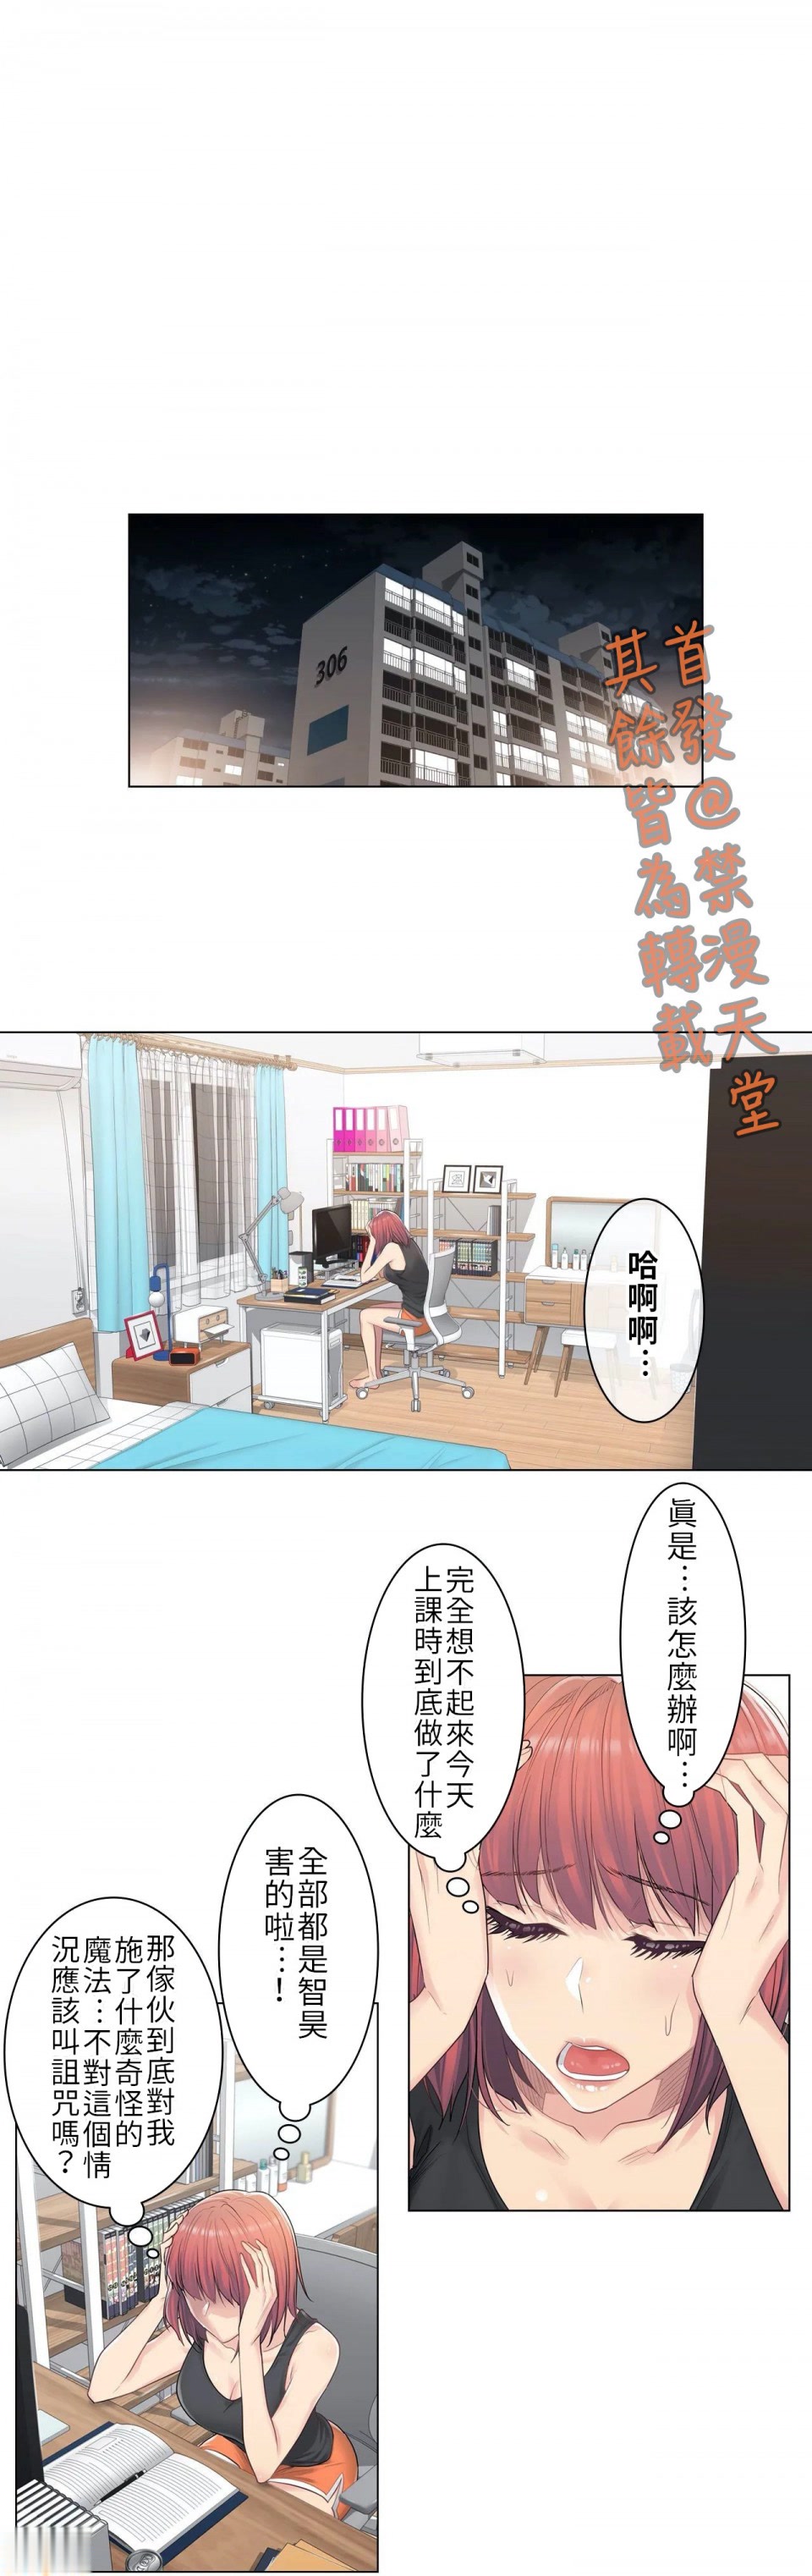 306
首發@禁漫天堂
其餘皆為轉載
哈啊啊…
眞是…該怎麼辦啊…
完全想不起來今天
上課時到底做了什麼
全部都是智昊
害的啦…！
那傢伙到底對我
施了什麼奇怪的
魔法…不對這個情
況應該叫詛咒嗎？